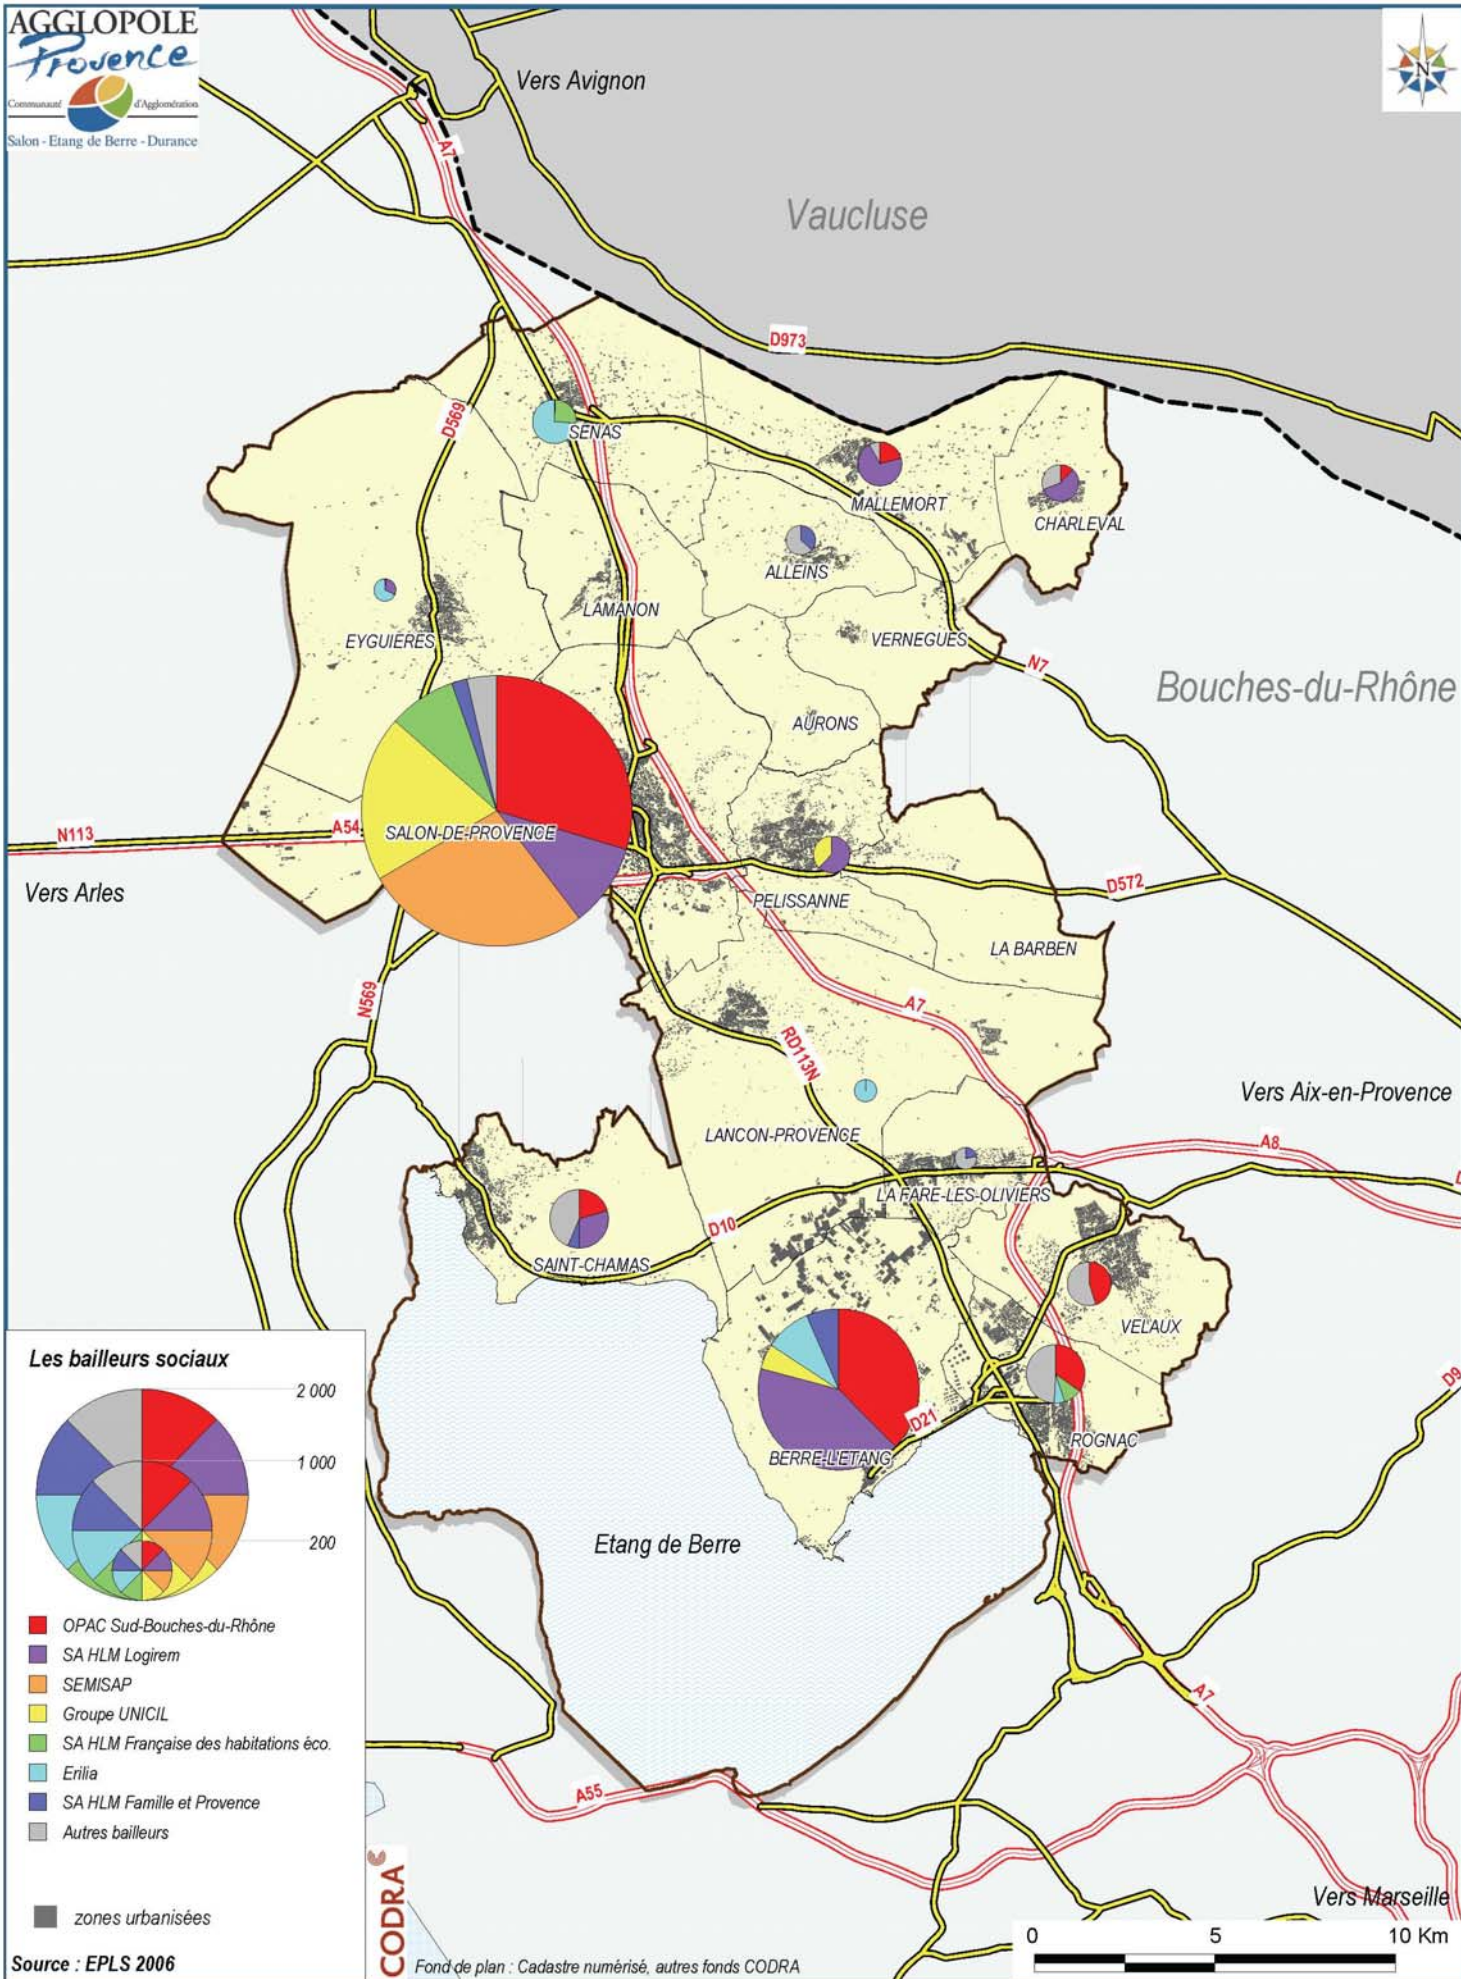 AGGLOPOLE
Provence
Communauté d'Agglomération
Salon - Etang de Berre - Durance
N
Vers Avignon
A7
Vaucluse
D973
D569
SENAS
MALLEMORT
CHARLEVAL
ALLEINS
LAMANON
EYGUIERES
VERNEGUES
N7
Bouches-du-Rhône
AURONS
N113
A54
SALON-DE-PROVENCE
Vers Arles
D572
PELISSANNE
LA BARBEN
N569
A7
RD113N
Vers Aix-en-Provence
LANCON-PROVENCE
A8
LA FARE-LES-OLIVIERS
D10
SAINT-CHAMAS
VELAUX
D9
D21
ROGNAC
BERRE-L'ETANG
Etang de Berre
A7
A55
Vers Marseille
Les bailleurs sociaux
2 000
1 000
200
OPAC Sud-Bouches-du-Rhône
SA HLM Logirem
SEMISAP
Groupe UNICIL
SA HLM Française des habitations éco.
Erilia
SA HLM Famille et Provence
Autres bailleurs
zones urbanisées
Source : EPLS 2006
CODRA
Fond de plan : Cadastre numérisé, autres fonds CODRA
0 5 10 Km